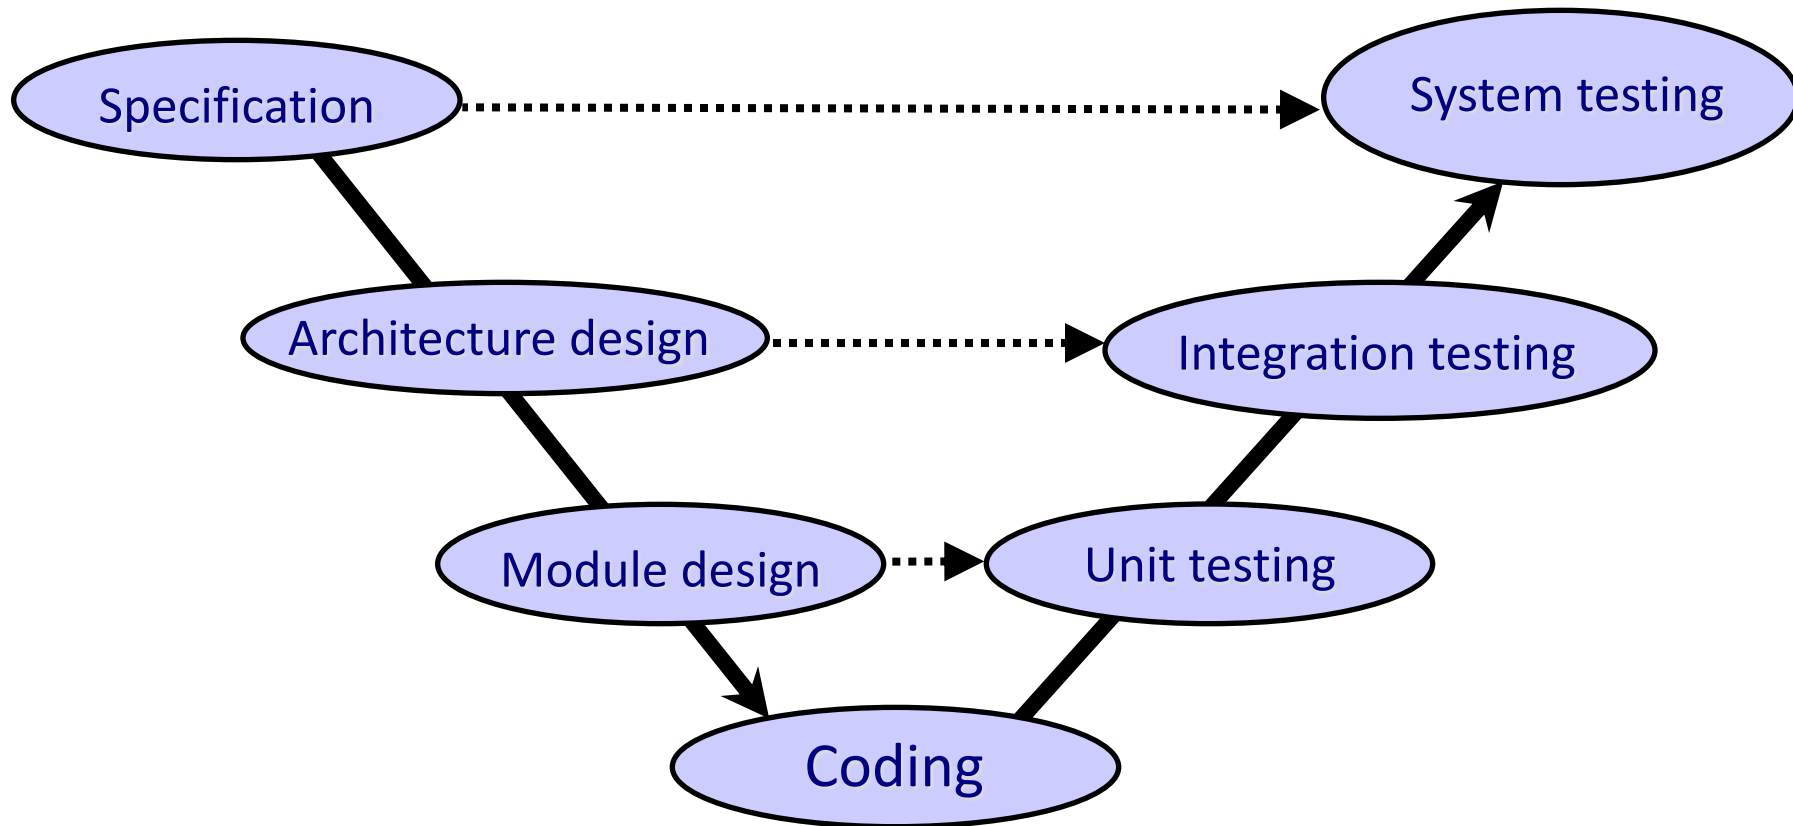 Specification
System testing
Architecture design
Integration testing
Module design
Unit testing
Coding